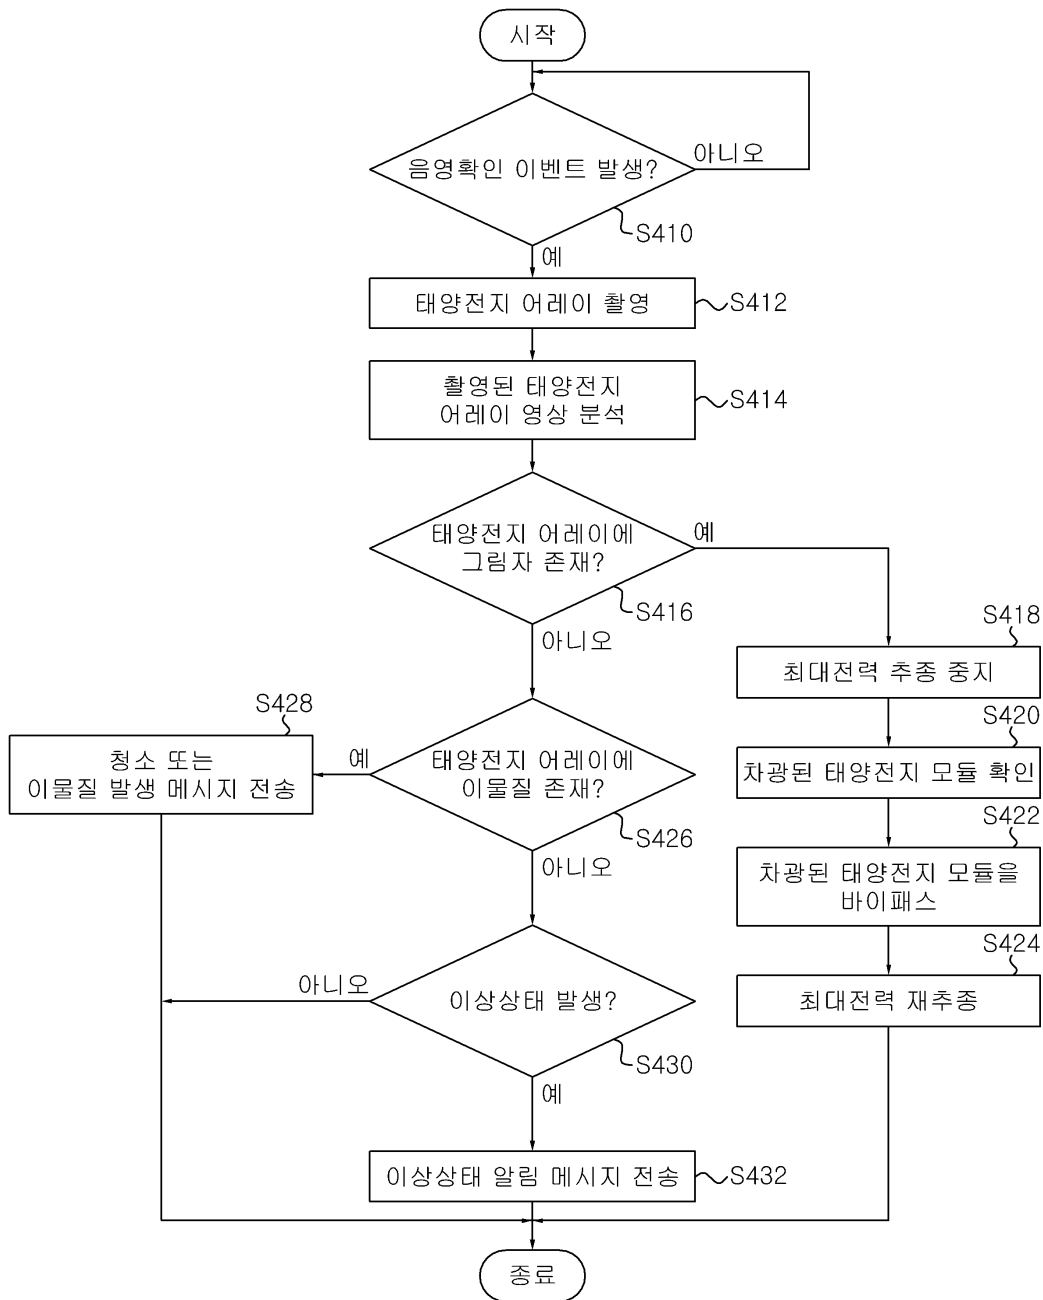 시작
음영확인 이벤트 발생?
아니오
S410
예
태양전지 어레이 촬영
S412
촬영된 태양전지
어레이 영상 분석
S414
태양전지 어레이에
그림자 존재?
예
S416
아니오
S418
최대전력 추종 중지
S420
차광된 태양전지 모듈 확인
S422
차광된 태양전지 모듈을
바이패스
S424
최대전력 재추종
S428
청소 또는
이물질 발생 메시지 전송
예
태양전지 어레이에
이물질 존재?
S426
아니오
아니오
이상상태 발생?
S430
예
이상상태 알림 메시지 전송
S432
종료